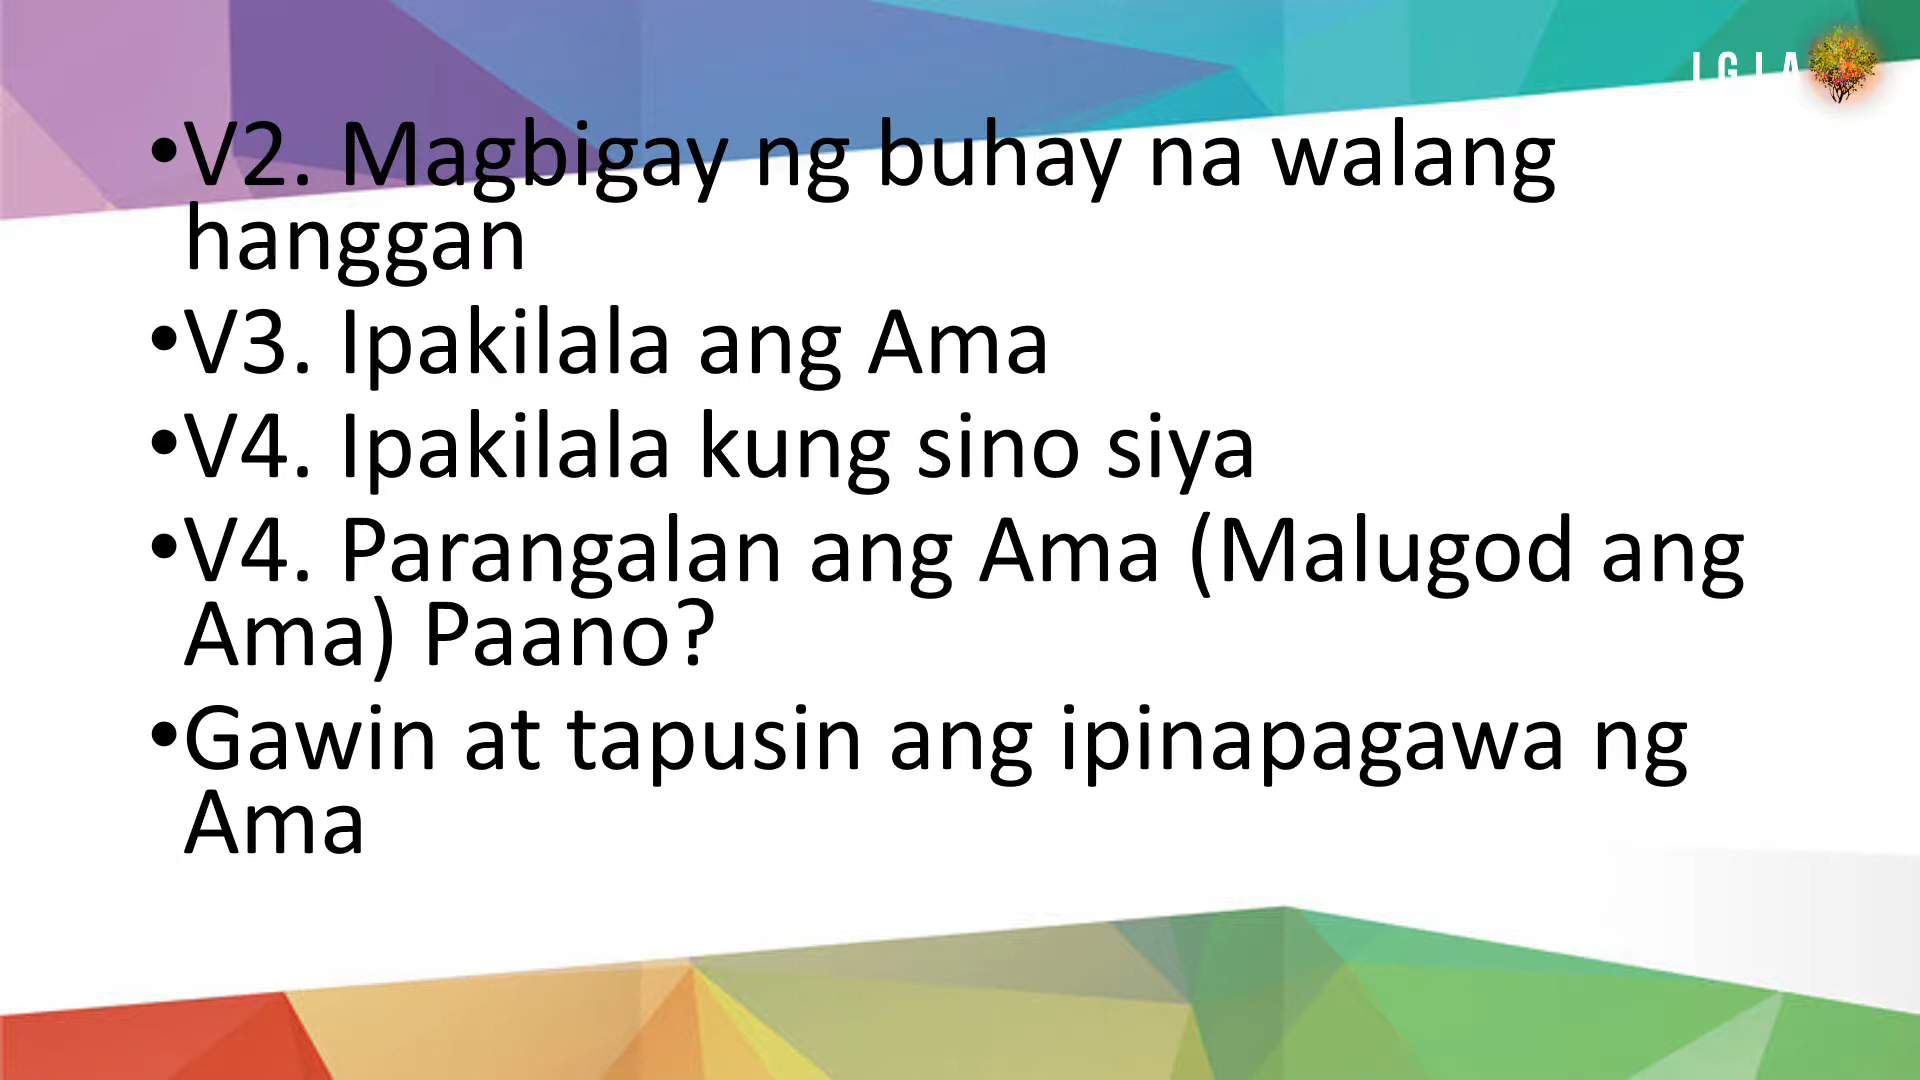 •V2. Magbigay ng buhay na walang
hanggan
•V3. Ipakilala ang Ama
•V4. Ipakilala kung sino siya
•V4. Parangalan ang Ama (Malugod ang
Ama) Paano?
•Gawin at tapusin ang ipinapagawa ng
Ama